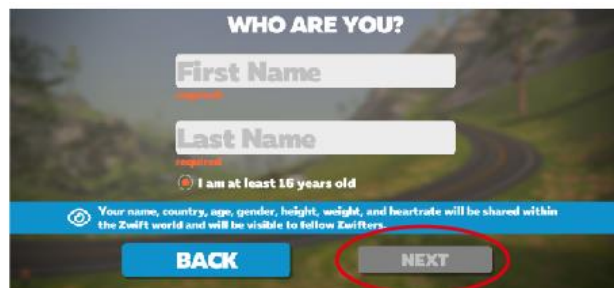 WHO ARE YOU?
First Name
required
Last Name
required
I am at least 16 years old
Your name, country, age, gender, height, weight, and heartrate will be shared within
the Zwift world and will be visible to fellow Zwifters.
BACK
NEXT